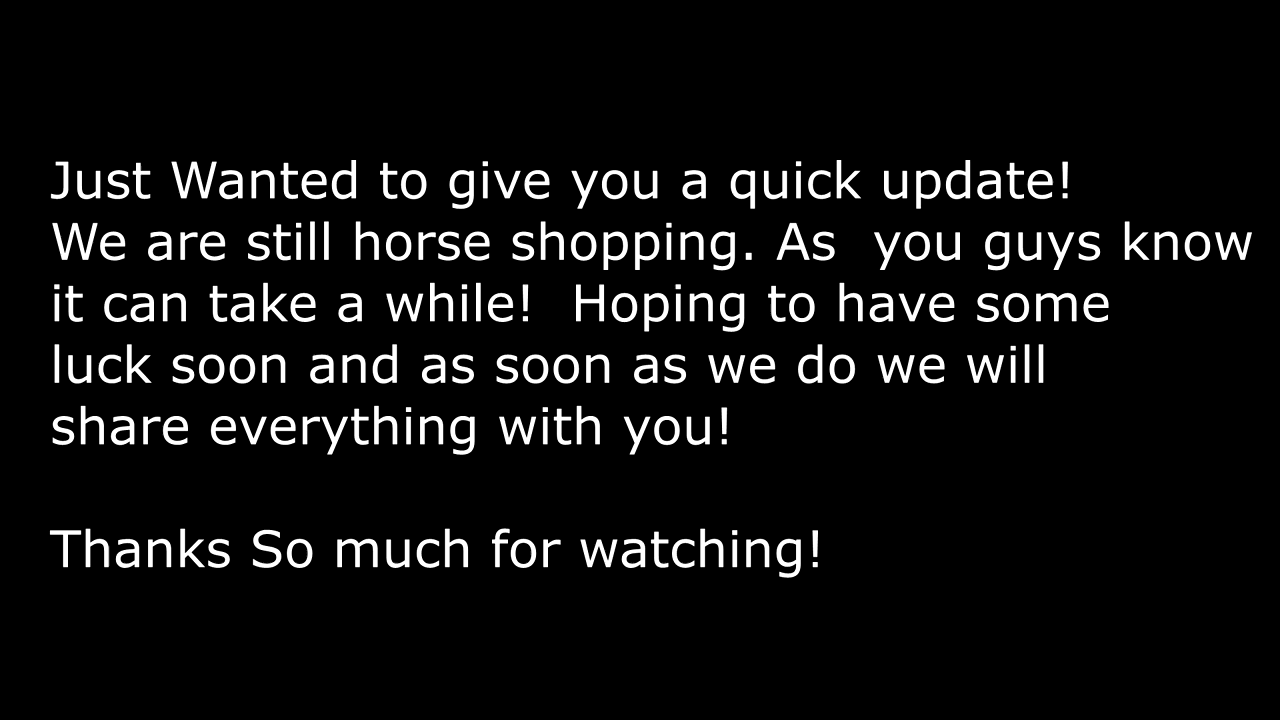 Just Wanted to give you a quick update!
We are still horse shopping. As  you guys know
it can take a while!  Hoping to have some
luck soon and as soon as we do we will
share everything with you!
Thanks So much for watching!